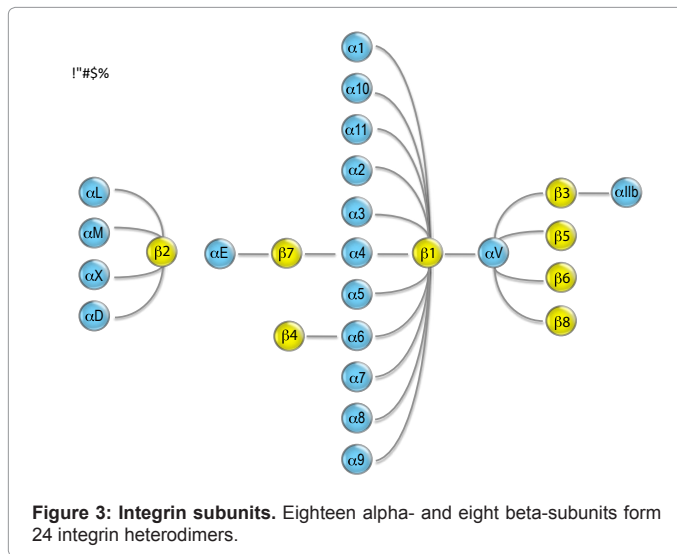 !"#$%
α1
α10
α11
α2
αL
β3
αIIb
α3
αM
β5
β2
αE
β7
α4
β1
αV
αX
β6
α5
αD
β8
β4
α6
α7
α8
α9
Figure 3: Integrin subunits. Eighteen alpha- and eight beta-subunits form
24 integrin heterodimers.